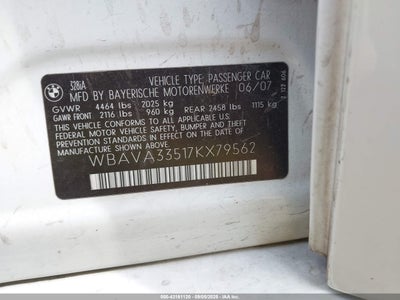 328iA
VEHICLE TYPE: PASSENGER CAR
MFD BY BAYERISCHE MOTORENWERKE 06/07
GVWR 4464 lbs 2025 kg
GAWR FRONT 2116 lbs 960 kg GAWR REAR 2458 lbs 1115 kg
THIS VEHICLE CONFORMS TO ALL APPLICABLE
FEDERAL MOTOR VEHICLE SAFETY, BUMPER AND THEFT
PREVENTION STANDARDS IN EFFECT ON THE DATE OF
MANUFACTURE SHOWN ABOVE.
WBAVA33517KX79562